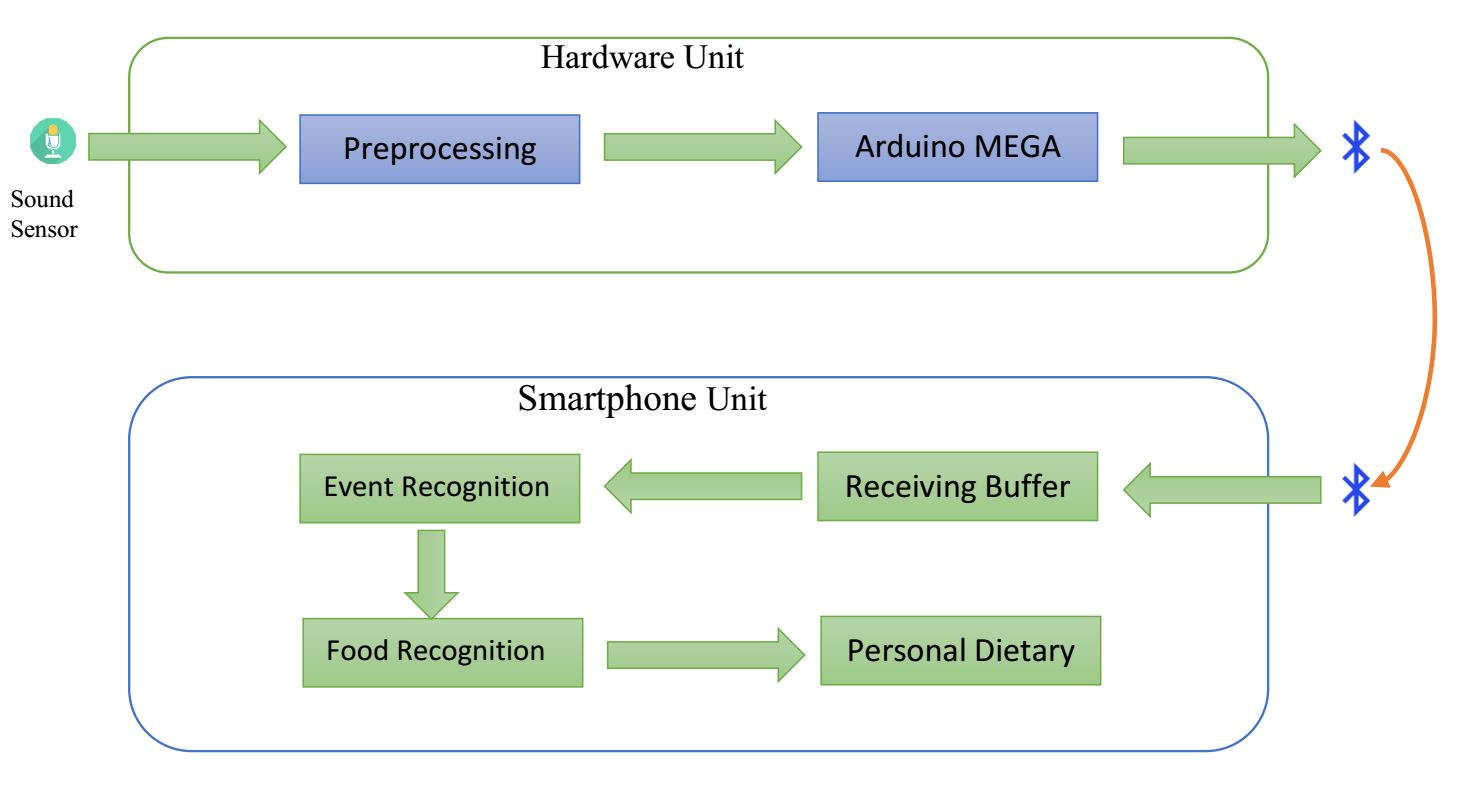 Hardware Unit
Preprocessing
Arduino MEGA
Sound
Sensor
Smartphone Unit
Event Recognition
Receiving Buffer
Food Recognition
Personal Dietary